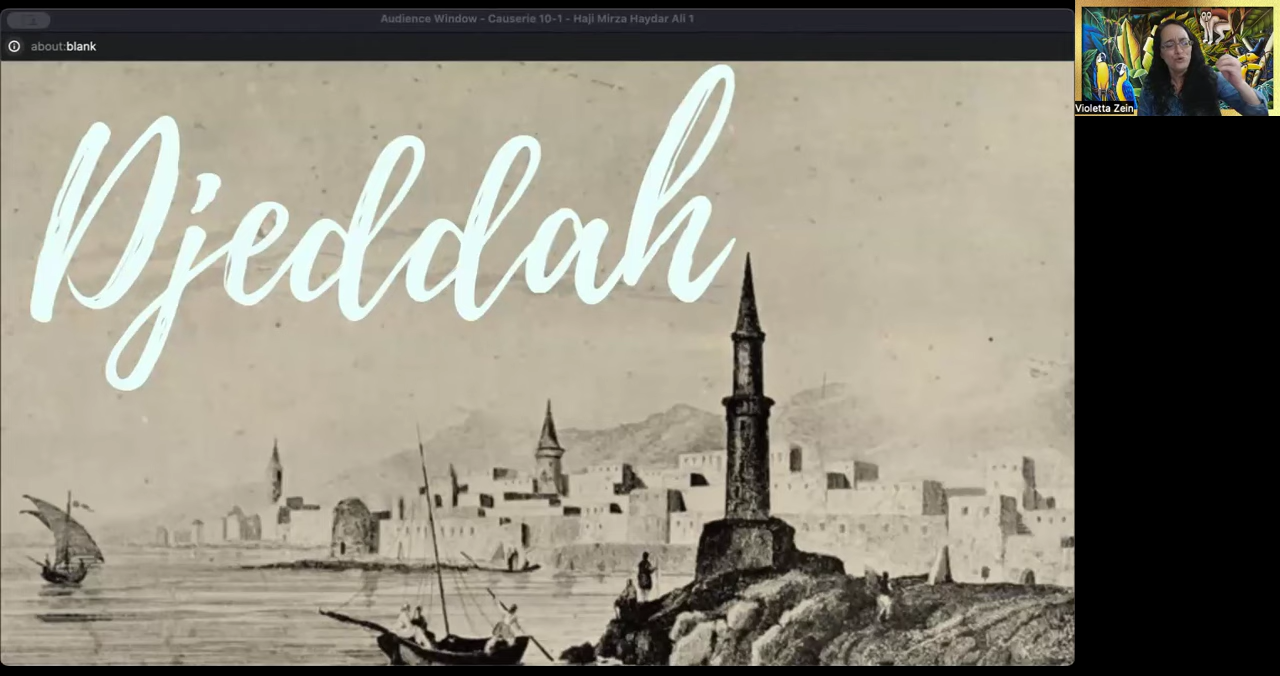 Audience Window - Causerie 10-1 - Haji Mirza Haydar Ali 1
about:blank
Djeddah
Violetta Zein